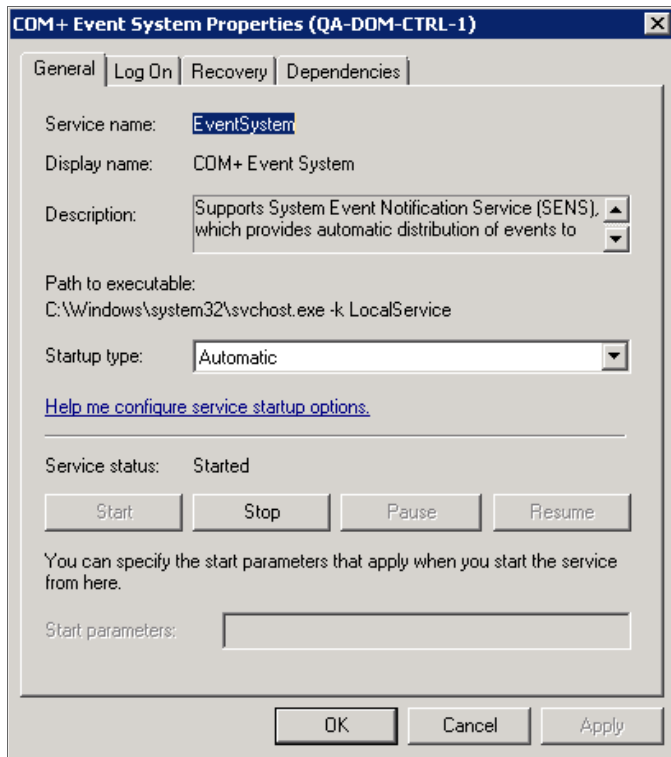 COM+ Event System Properties (QA-DOM-CTRL-1)
General Log On Recovery Dependencies
Service name: EventSystem
Display name: COM+ Event System
Description: Supports System Event Notification Service (SENS),
which provides automatic distribution of events to
Path to executable:
C:\Windows\system32\svchost.exe -k LocalService
Startup type: Automatic
Help me configure service startup options.
Service status: Started
Start Stop Pause Resume
You can specify the start parameters that apply when you start the service
from here.
Start parameters:
OK Cancel Apply